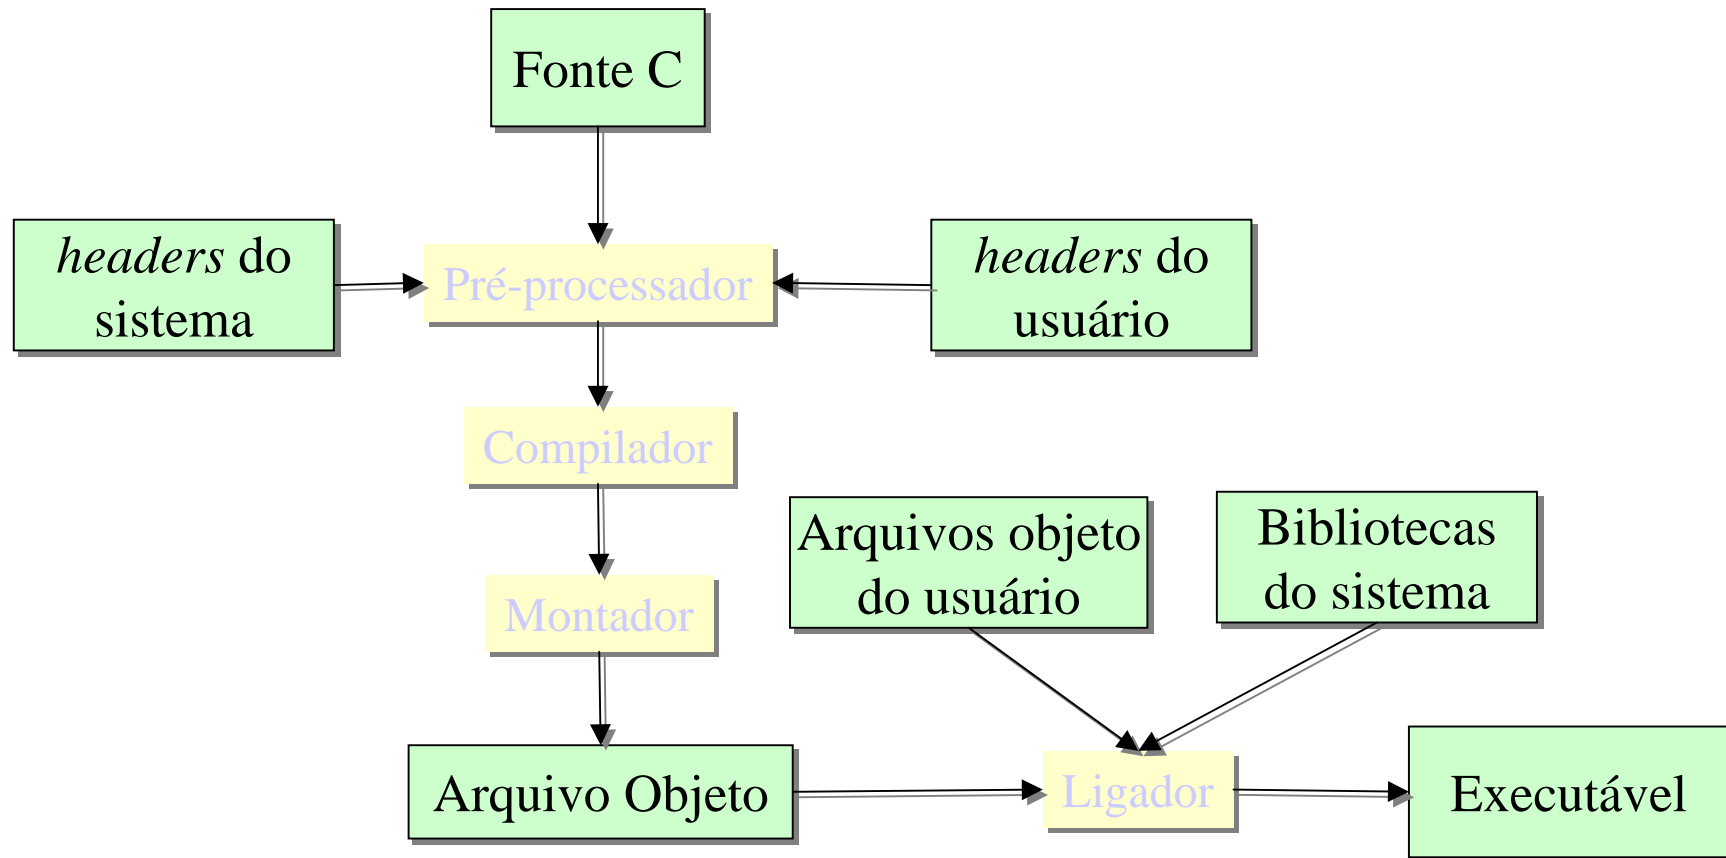 Fonte C
headers do
sistema
Pré-processador
headers do
usuário
Compilador
Arquivos objeto
do usuário
Bibliotecas
do sistema
Montador
Arquivo Objeto
Ligador
Executável